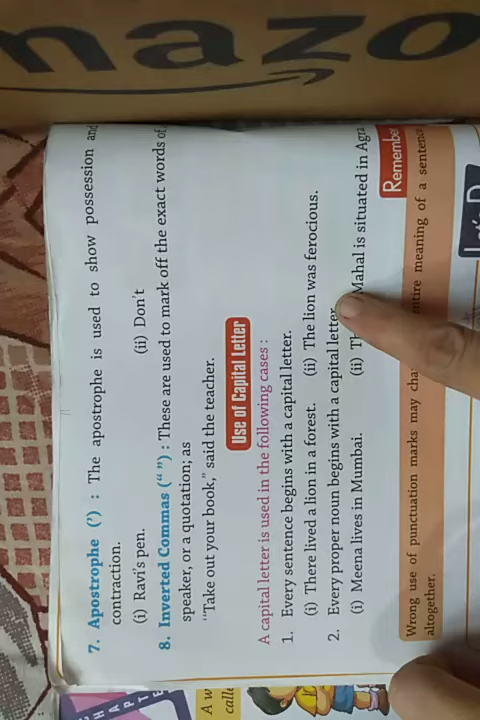 amazo
7. Apostrophe (’) : The apostrophe is used to show possession and
contraction.
(i) Ravi's pen. (ii) Don't
8. Inverted Commas (“ ”) : These are used to mark off the exact words of
speaker, or a quotation; as
“Take out your book,” said the teacher.
Use of Capital Letter
A capital letter is used in the following cases :
1. Every sentence begins with a capital letter.
(i) There lived a lion in a forest. (ii) The lion was ferocious.
2. Every proper noun begins with a capital letter.
(i) Meena lives in Mumbai. (ii) Mahal is situated in Agra
Remembe
Wrong use of punctuation marks may entire meaning of a sentence
altogether.
A w
calle